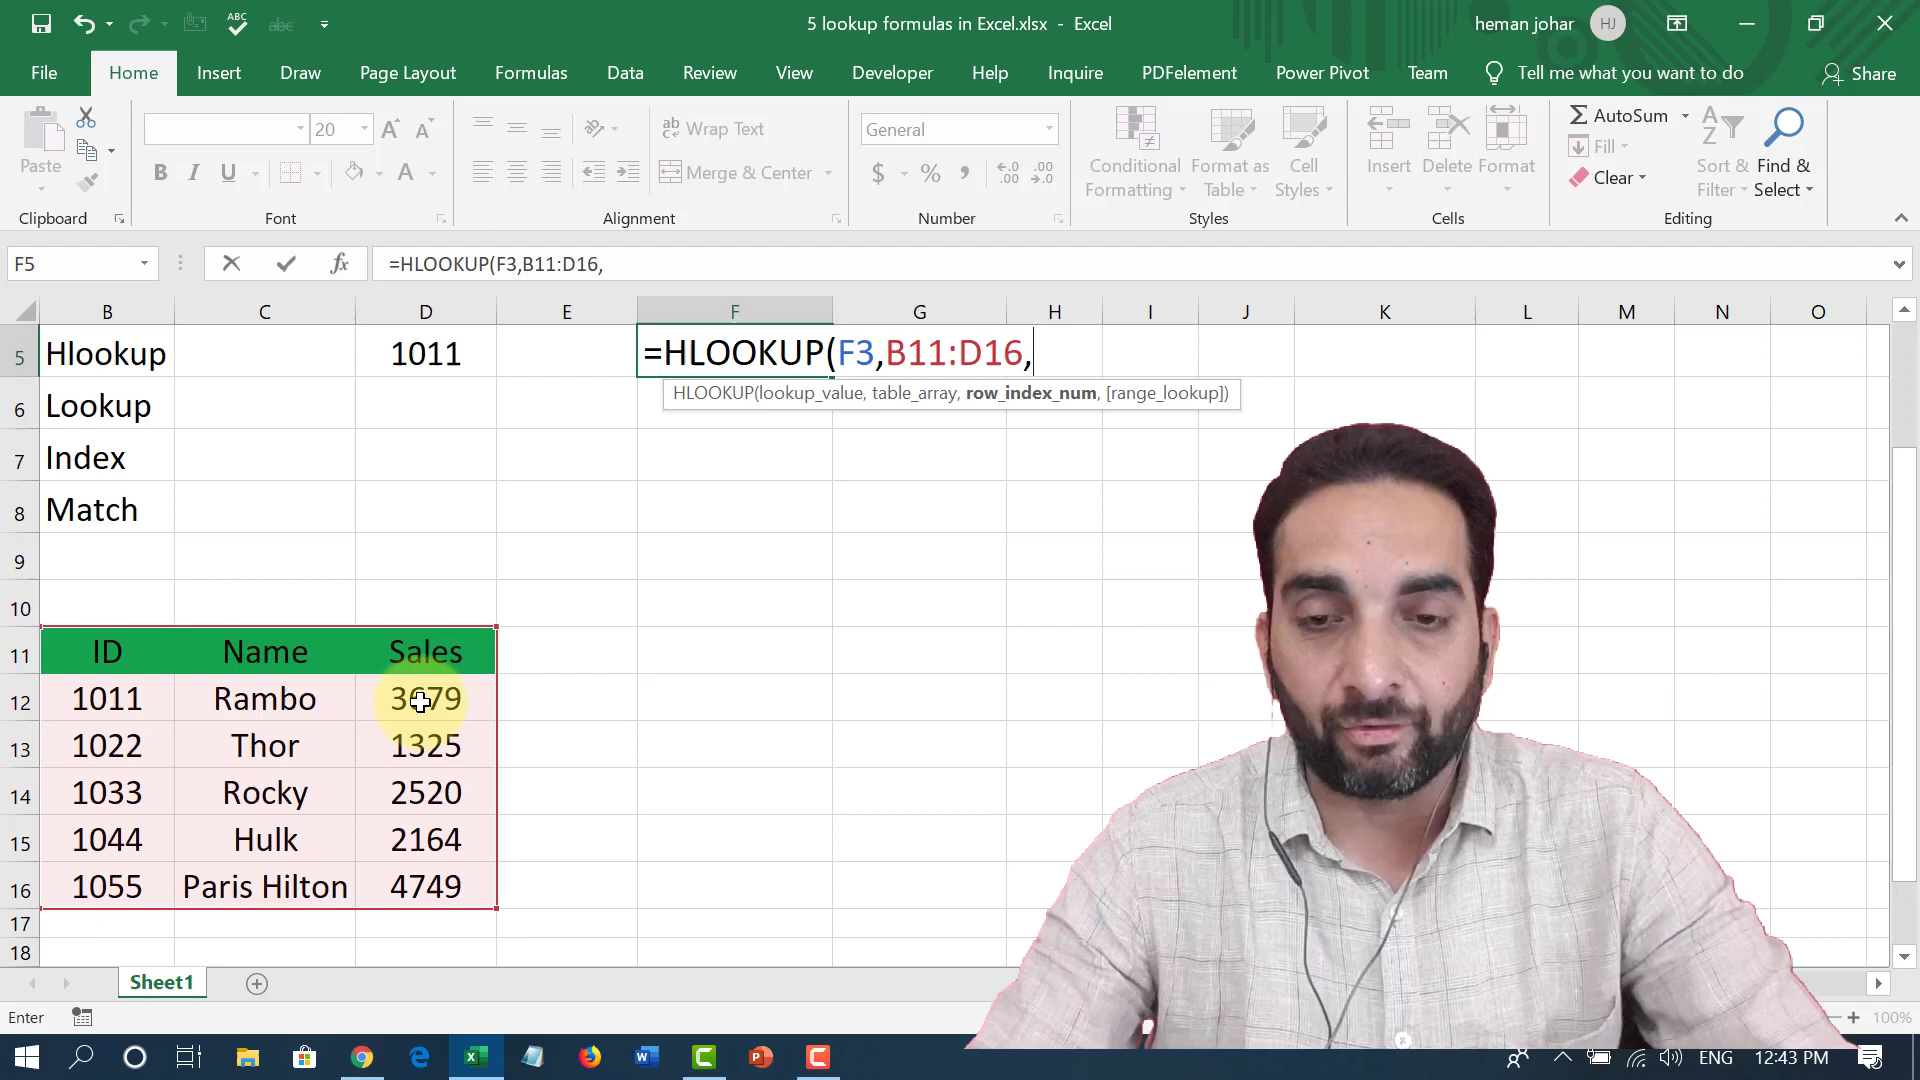 5 lookup formulas in Excel.xlsx - Excel
heman johar HJ
File Home Insert Draw Page Layout Formulas Data Review View Developer Help Inquire PDFelement Power Pivot Team Tell me what you want to do Share
Paste
Clipboard
20
B I U A
Font
Wrap Text
Merge & Center
Alignment
General
$ % ,
Number
Conditional Formatting
Format as Table
Cell Styles
Styles
Insert Delete Format
Cells
AutoSum
Fill
Clear
Sort & Filter
Find & Select
Editing
F5 fx =HLOOKUP(F3,B11:D16,
B C D E F G H I J K L M N O
5 Hlookup 1011 =HLOOKUP(F3,B11:D16,
HLOOKUP(lookup_value, table_array, row_index_num, [range_lookup])
6 Lookup
7 Index
8 Match
9
10
11 ID Name Sales
12 1011 Rambo 3679
13 1022 Thor 1325
14 1033 Rocky 2520
15 1044 Hulk 2164
16 1055 Paris Hilton 4749
17
18
Sheet1
Enter 100%
ENG 12:43 PM